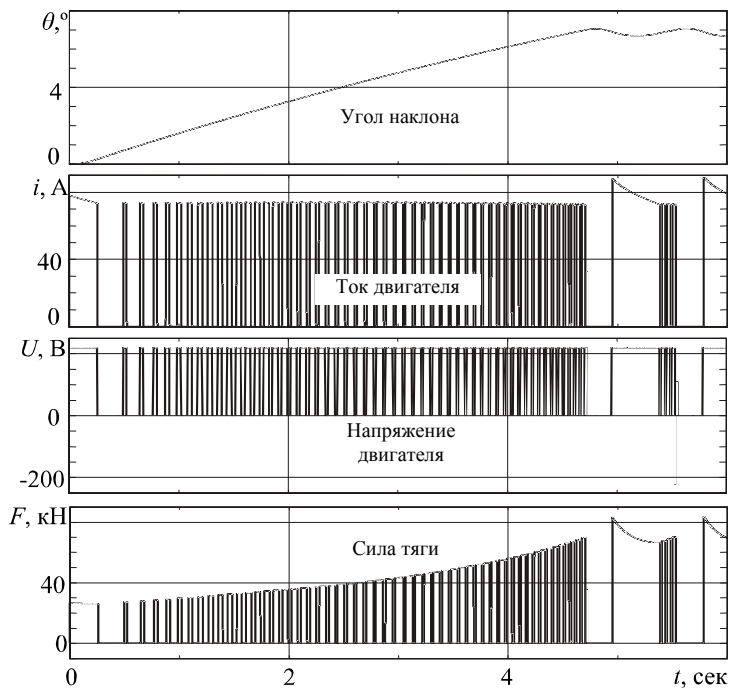 θ,º
4
0
Угол наклона
i, А
40
0
Ток двигателя
U, В
0
-200
Напряжение
двигателя
F, кН
40
0
Сила тяги
0 2 4 t, сек